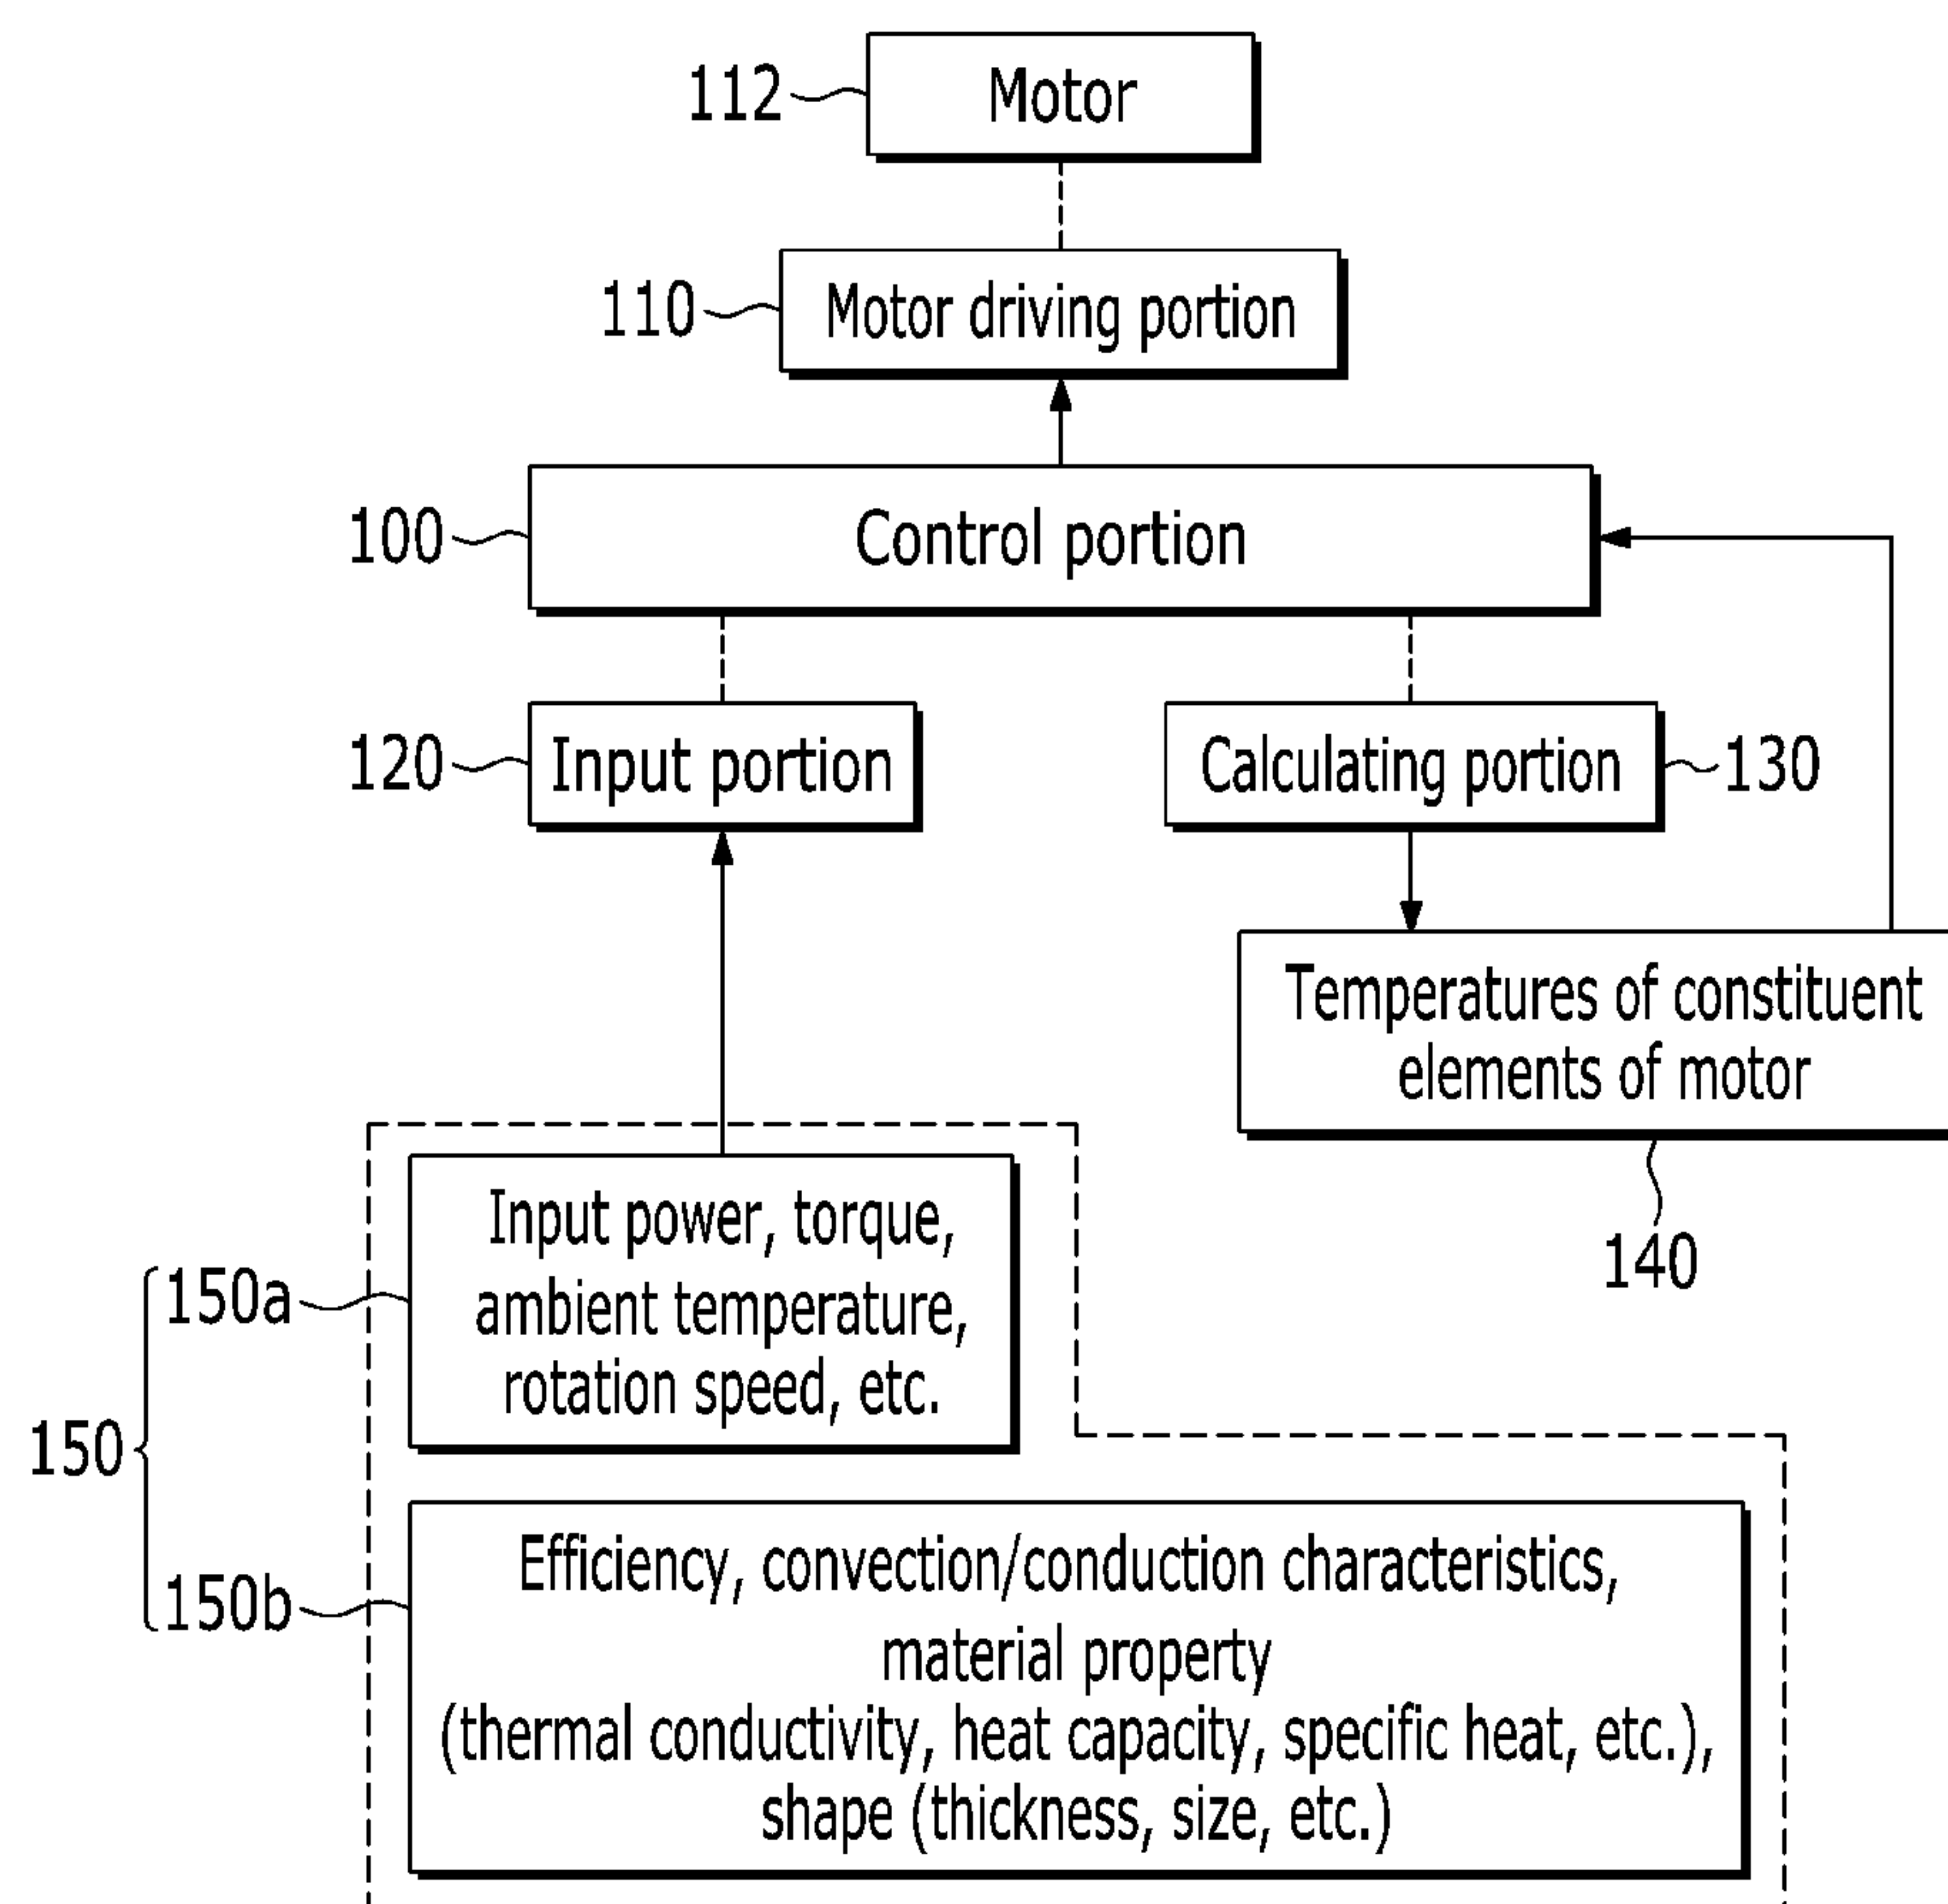 112 Motor
110 Motor driving portion
100 Control portion
120 Input portion
Calculating portion 130
Temperatures of constituent
elements of motor
140
150
150a
Input power, torque,
ambient temperature,
rotation speed, etc.
150b
Efficiency, convection/conduction characteristics,
material property
(thermal conductivity, heat capacity, specific heat, etc.),
shape (thickness, size, etc.)